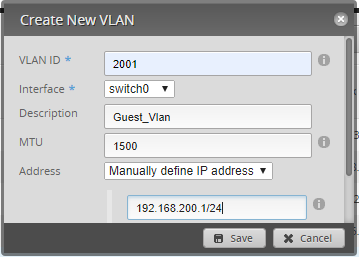 Create New VLAN
VLAN ID * 2001
Interface * switch0
Description Guest_Vlan
MTU 1500
Address Manually define IP address
192.168.200.1/24
Save Cancel